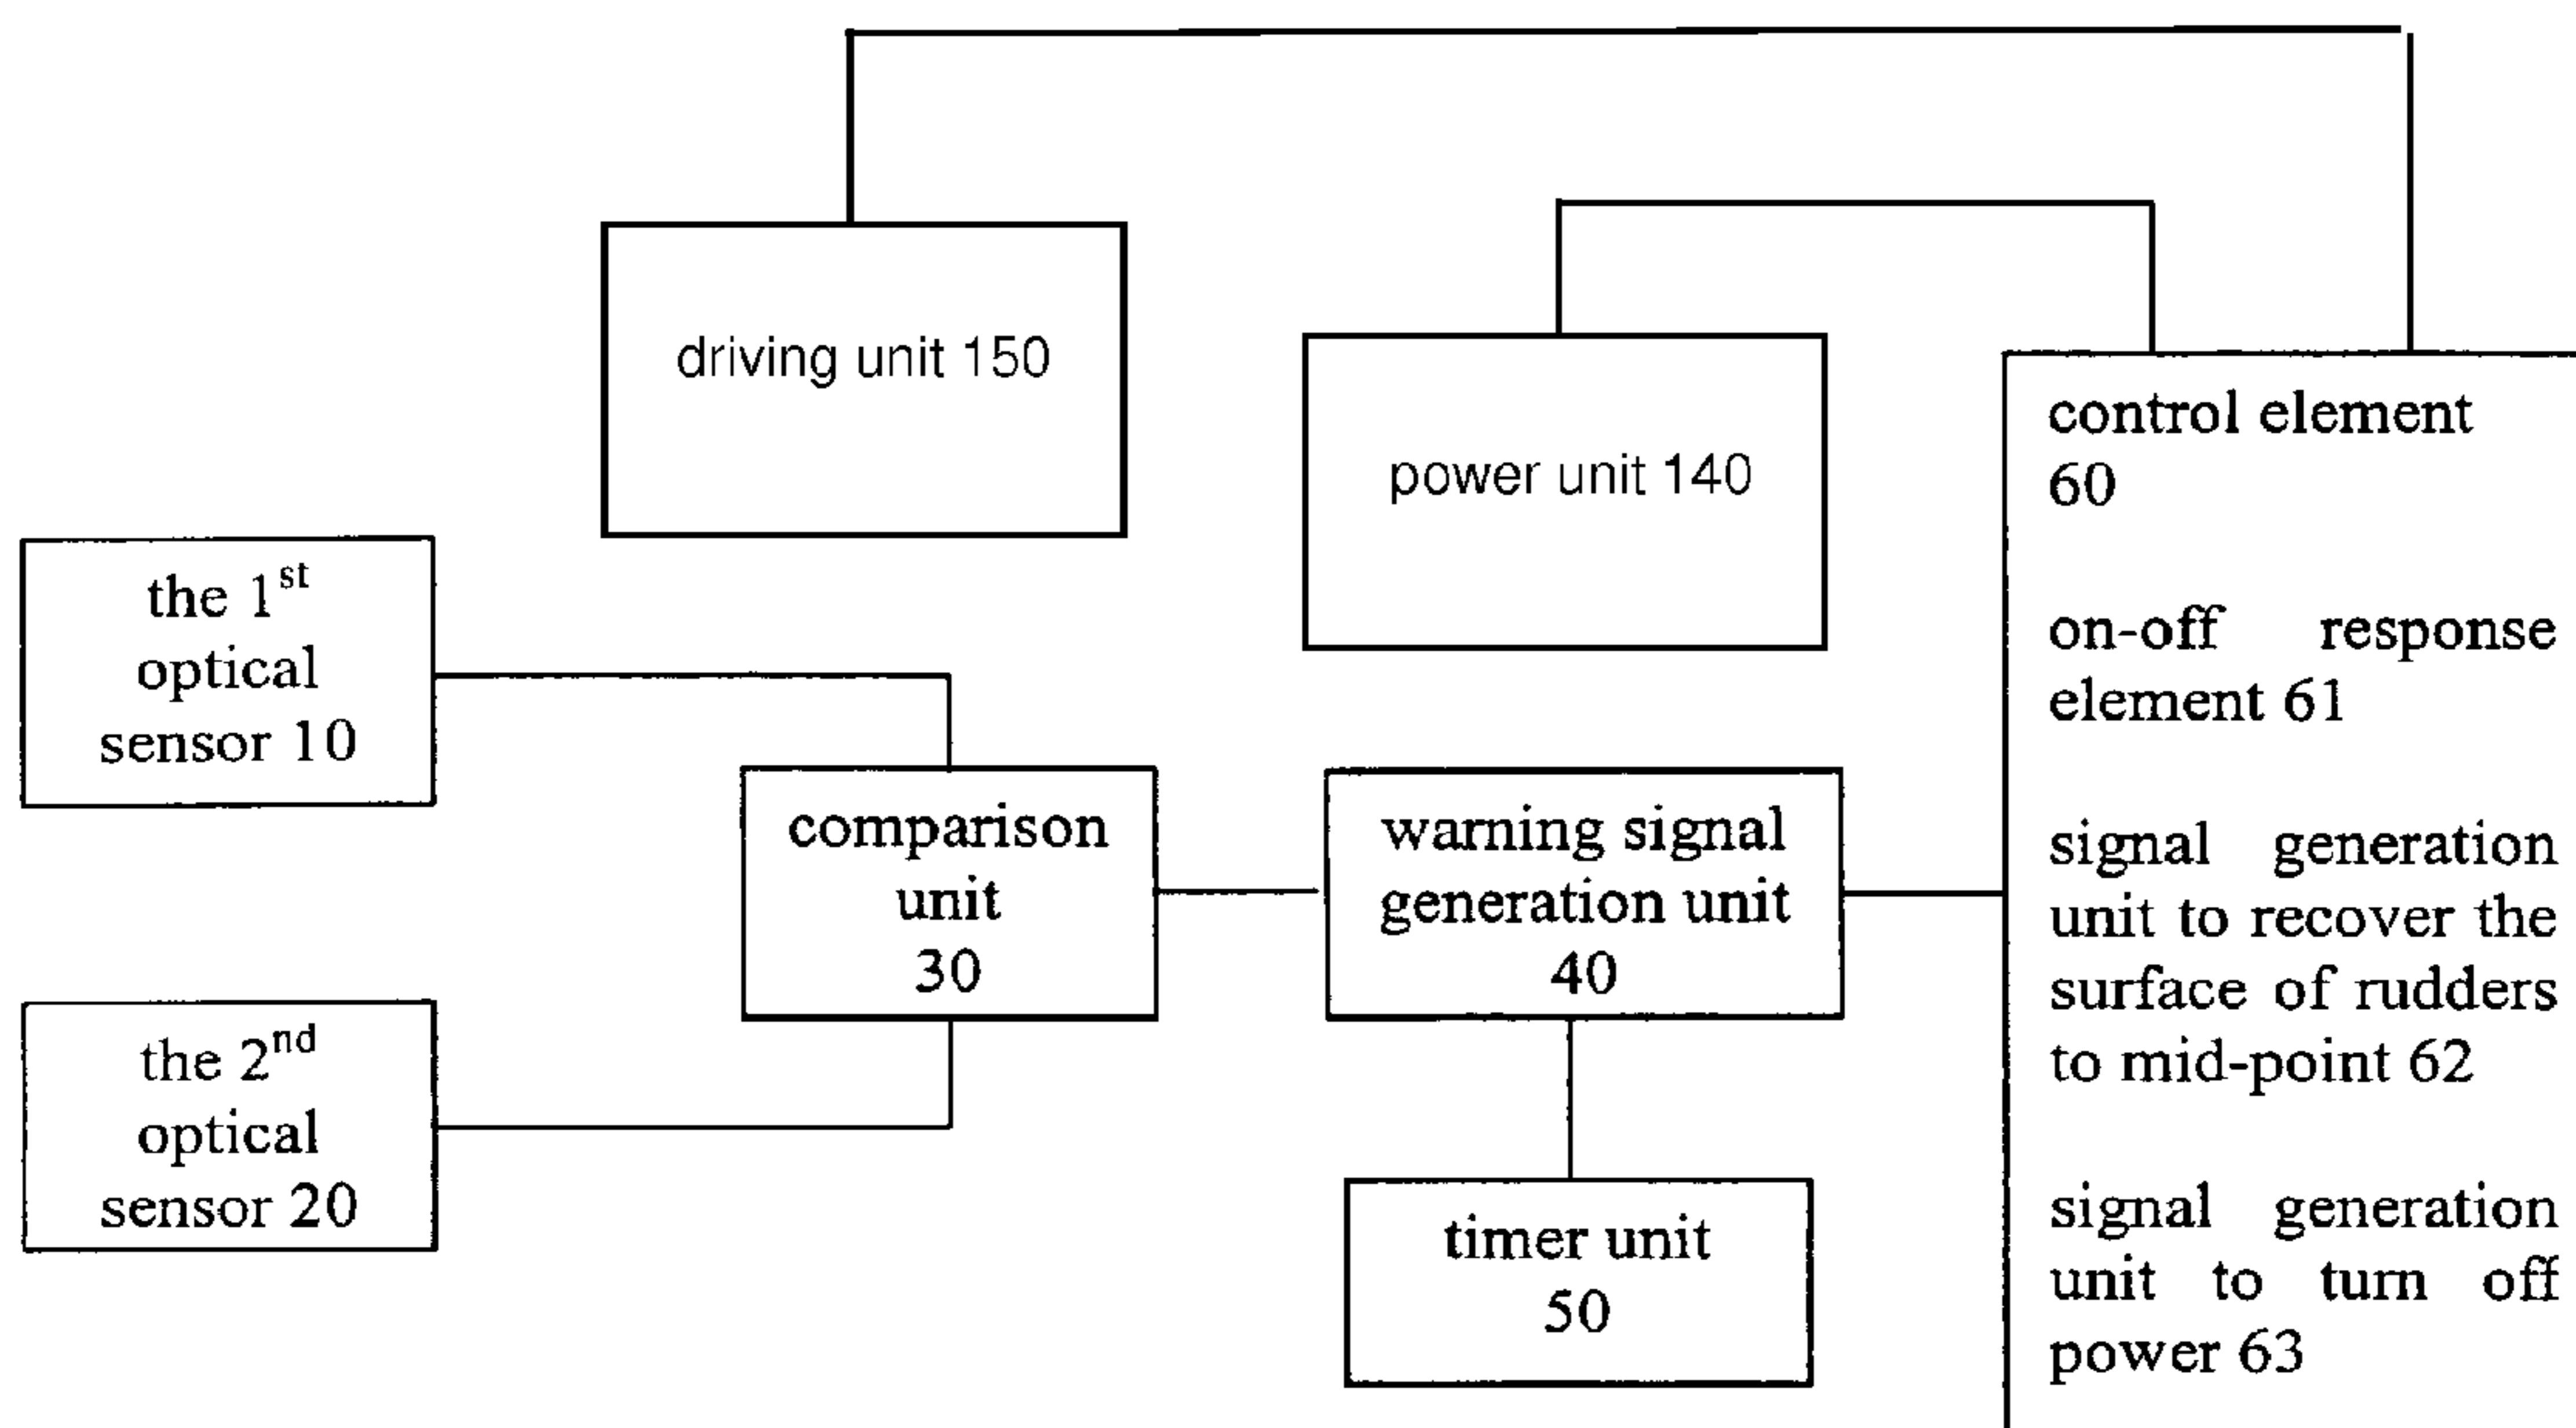 driving unit 150
power unit 140
control element
60
on-off response
element 61
signal generation
unit to recover the
surface of rudders
to mid-point 62
signal generation
unit to turn off
power 63
the 1st
optical
sensor 10
comparison
unit
30
warning signal
generation unit
40
the 2nd
optical
sensor 20
timer unit
50